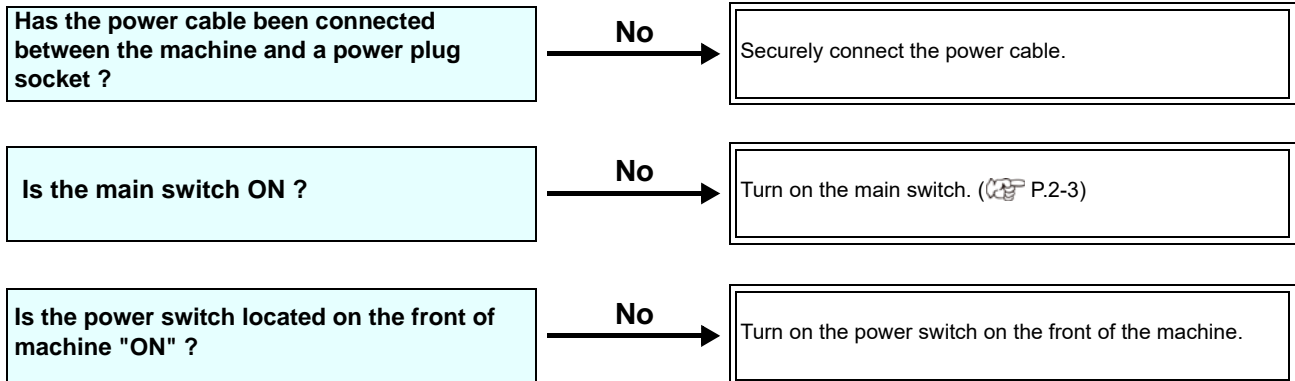 Has the power cable been connected
between the machine and a power plug
socket ?
No
Securely connect the power cable.
Is the main switch ON ?
No
Turn on the main switch. ( P.2-3)
Is the power switch located on the front of
machine "ON" ?
No
Turn on the power switch on the front of the machine.